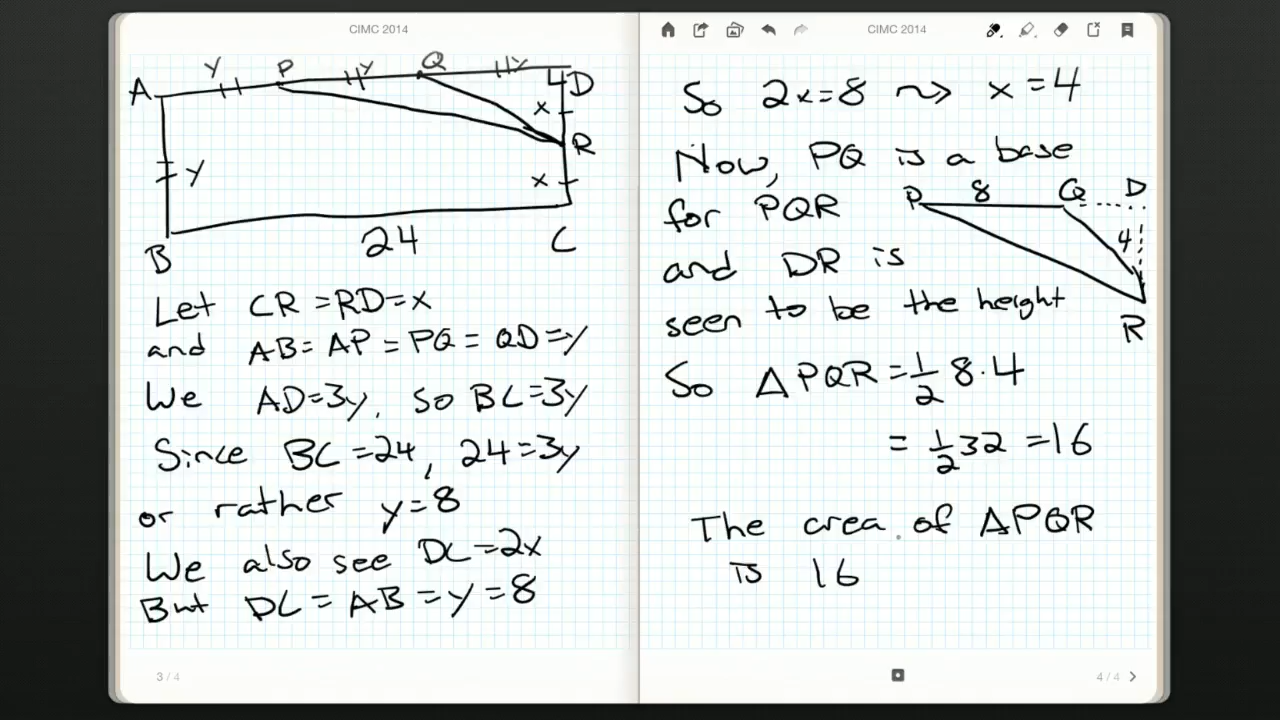 CIMC 2014
A y P y Q y D
x
R
y
x
B 24 C
Let CR = RD = x
and AB = AP = PQ = QD = y
We AD = 3y, so BC = 3y
Since BC = 24, 24 = 3y
or rather y = 8
We also see DC = 2x
But DC = AB = y = 8
3 / 4
CIMC 2014
So 2x = 8 ⤳ x = 4
Now, PQ is a base
for PQR
and DR is
seen to be the height
P 8 Q D
4
R
So Δ PQR = 1/2 8·4
= 1/2 32 = 16
The area of ΔPQR
is 16
4 / 4